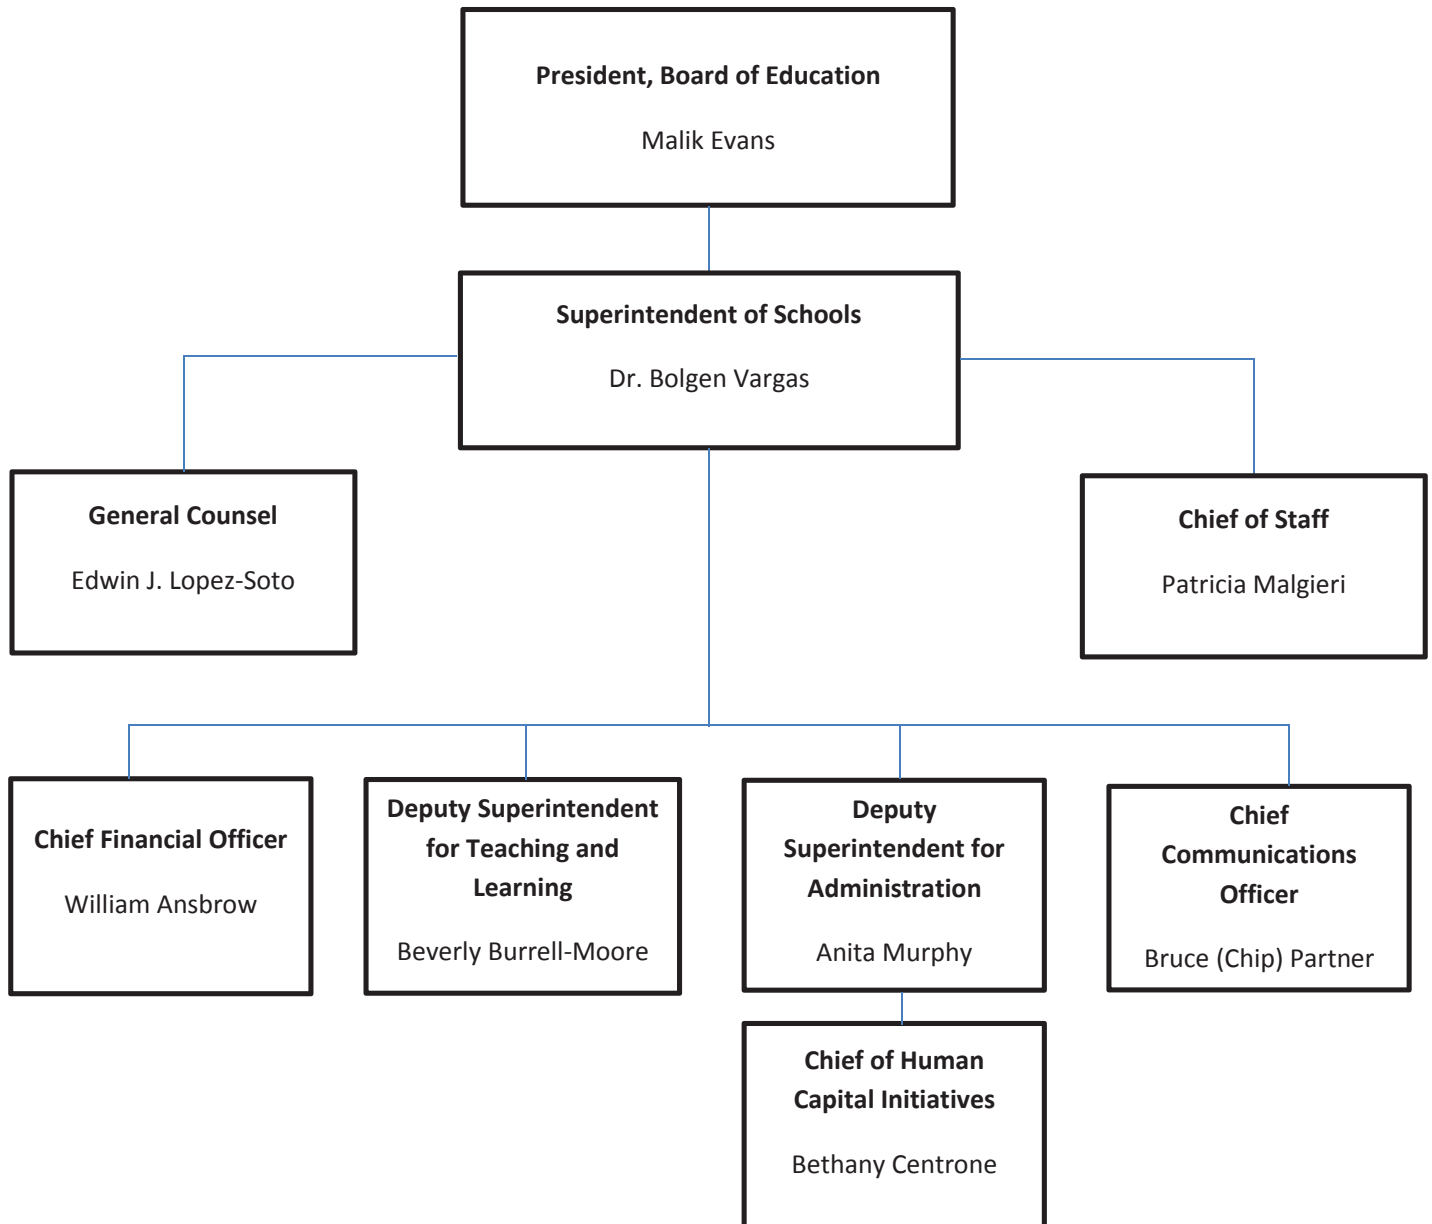 President, Board of Education
Malik Evans
Superintendent of Schools
Dr. Bolgen Vargas
General Counsel
Edwin J. Lopez-Soto
Chief of Staff
Patricia Malgieri
Chief Financial Officer
William Ansbrow
Deputy Superintendent
for Teaching and
Learning
Beverly Burrell-Moore
Deputy
Superintendent for
Administration
Anita Murphy
Chief
Communications
Officer
Bruce (Chip) Partner
Chief of Human
Capital Initiatives
Bethany Centrone